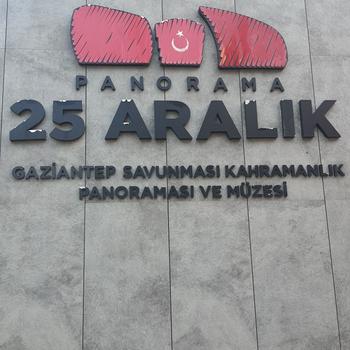 PANORAMA
25 ARALIK
GAZİANTEP SAVUNMASI KAHRAMANLIK
PANORAMASI VE MÜZESİ